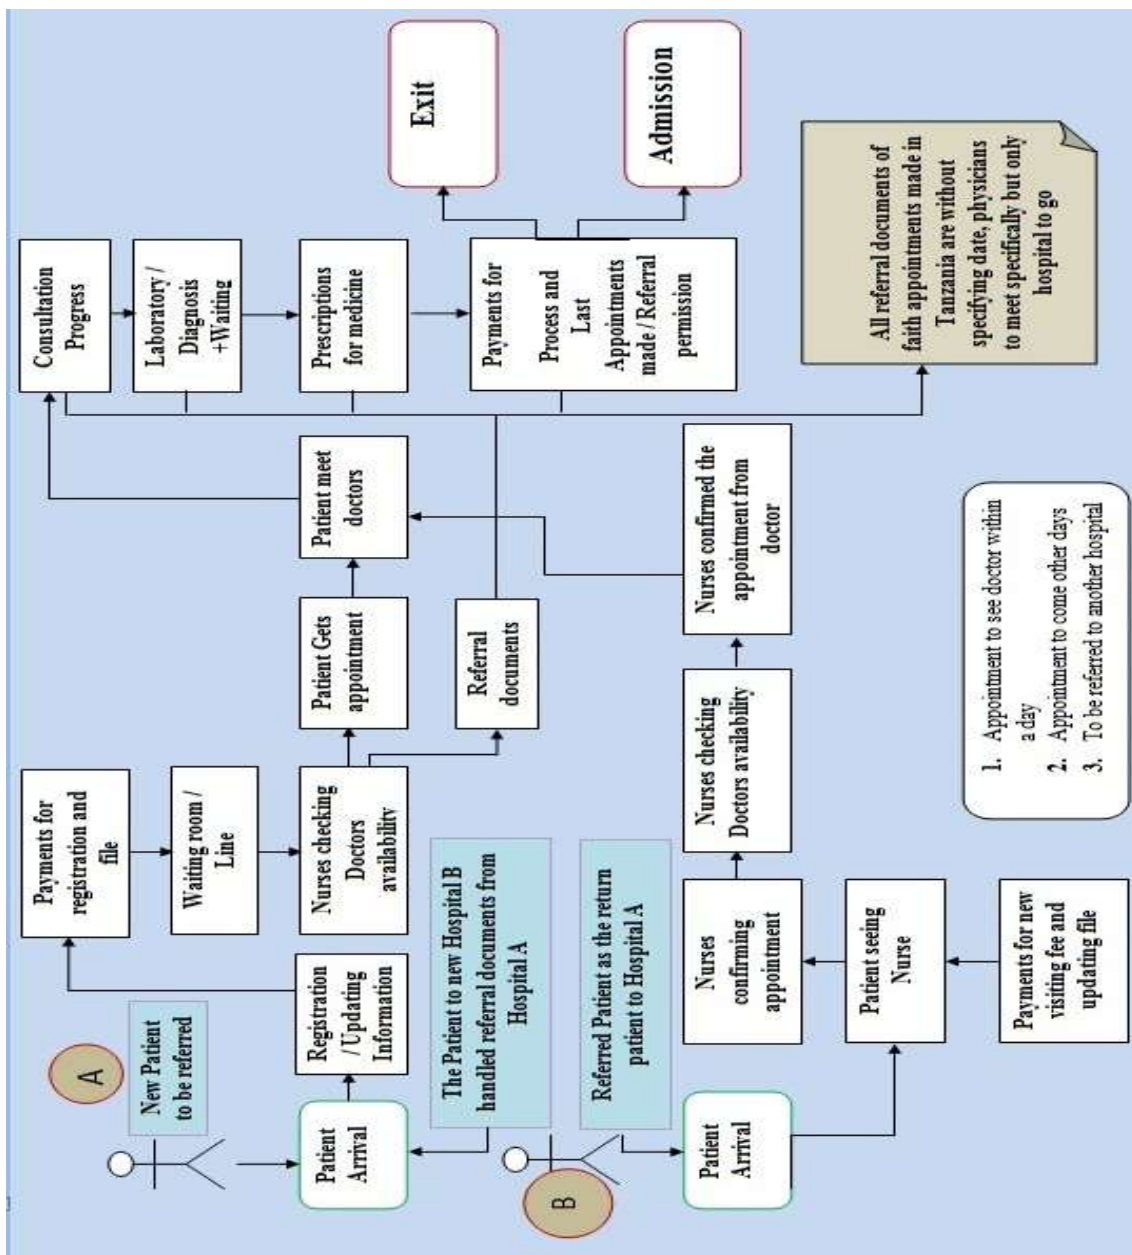 A
New Patient
to be referred
Patient
Arrival
Registration
/ Updating
Information
Payments for
registration and
file
Waiting room /
Line
Nurses checking
Doctors
availability
Patient Gets
appointment
Patient meet
doctors
Referral
documents
Consultation
Progress
Laboratory /
Diagnosis
+Waiting
Prescriptions
for medicine
Payments for
Process and
Last
Appointments
made / Referral
permission
Exit
Admission
The Patient to new Hospital B
handled referral documents from
Hospital A
B
Referred Patient as the return
patient to Hospital A
Patient
Arrival
Payments for new
visiting fee and
updating file
Patient seeing
Nurse
Nurses
confirming
appointment
Nurses checking
Doctors availability
Nurses confirmed the
appointment from
doctor
1. Appointment to see doctor within
a day
2. Appointment to come other days
3. To be referred to another hospital
All referral documents of
faith appointments made in
Tanzania are without
specifying date, physicians
to meet specifically but only
hospital to go